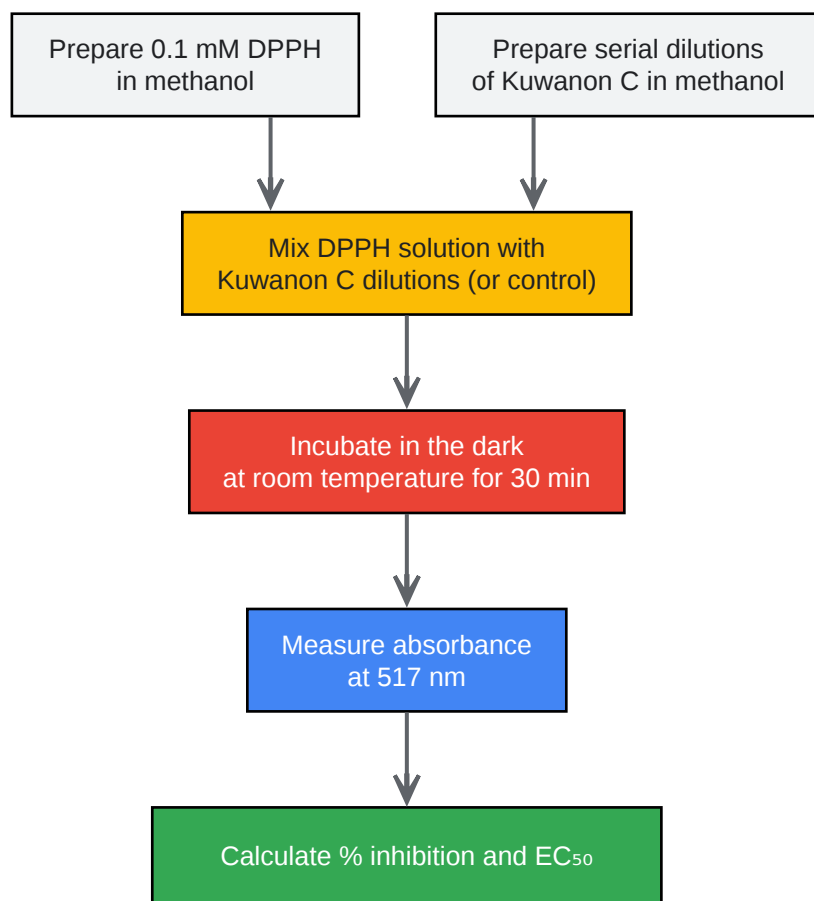 Prepare 0.1 mM DPPH
in methanol
Prepare serial dilutions
of Kuwanon C in methanol
Mix DPPH solution with
Kuwanon C dilutions (or control)
Incubate in the dark
at room temperature for 30 min
Measure absorbance
at 517 nm
Calculate % inhibition and EC₅₀